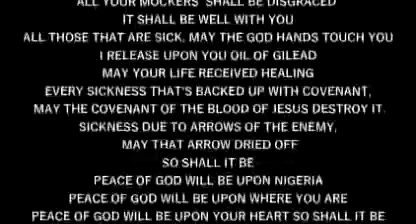 ALL YOUR MOCKERS SHALL BE DISGRACED
IT SHALL BE WELL WITH YOU
ALL THOSE THAT ARE SICK, MAY THE GOD HANDS TOUCH YOU
I RELEASE UPON YOU OIL OF GILEAD
MAY YOUR LIFE RECEIVED HEALING
EVERY SICKNESS THAT'S BACKED UP WITH COVENANT,
MAY THE COVENANT OF THE BLOOD OF JESUS DESTROY IT.
SICKNESS DUE TO ARROWS OF THE ENEMY,
MAY THAT ARROW DRIED OFF
SO SHALL IT BE
PEACE OF GOD WILL BE UPON NIGERIA
PEACE OF GOD WILL BE UPON WHERE YOU ARE
PEACE OF GOD WILL BE UPON YOUR HEART SO SHALL IT BE